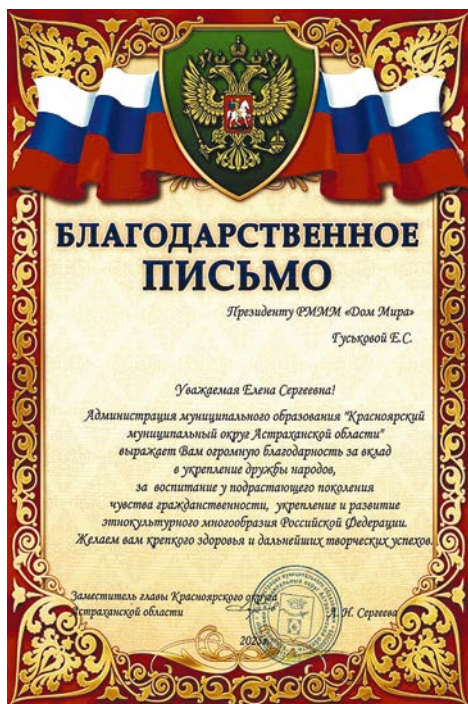 БЛАГОДАРСТВЕННОЕ
ПИСЬМО
Президенту РМММ «Дом Мира»
Гуськовой Е.С.
Уважаемая Елена Сергеевна!
Администрация муниципального образования "Красноярский
муниципальный округ Астраханской области"
выражает Вам огромную благодарность за вклад
в укрепление дружбы народов,
за воспитание у подрастающего поколения
чувства гражданственности, укрепление и развитие
этнокультурного многообразия Российской Федерации.
Желаем вам крепкого здоровья и дальнейших творческих успехов.
Заместитель главы Красноярского округа
Астраханской области Н. Сергеева